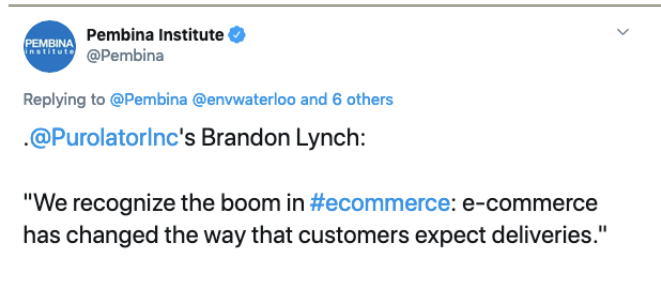 Pembina Institute
@Pembina
PEMBINA
institute
Replying to @Pembina @envwaterloo and 6 others
.@PurolatorInc's Brandon Lynch:
"We recognize the boom in #ecommerce: e-commerce
has changed the way that customers expect deliveries."